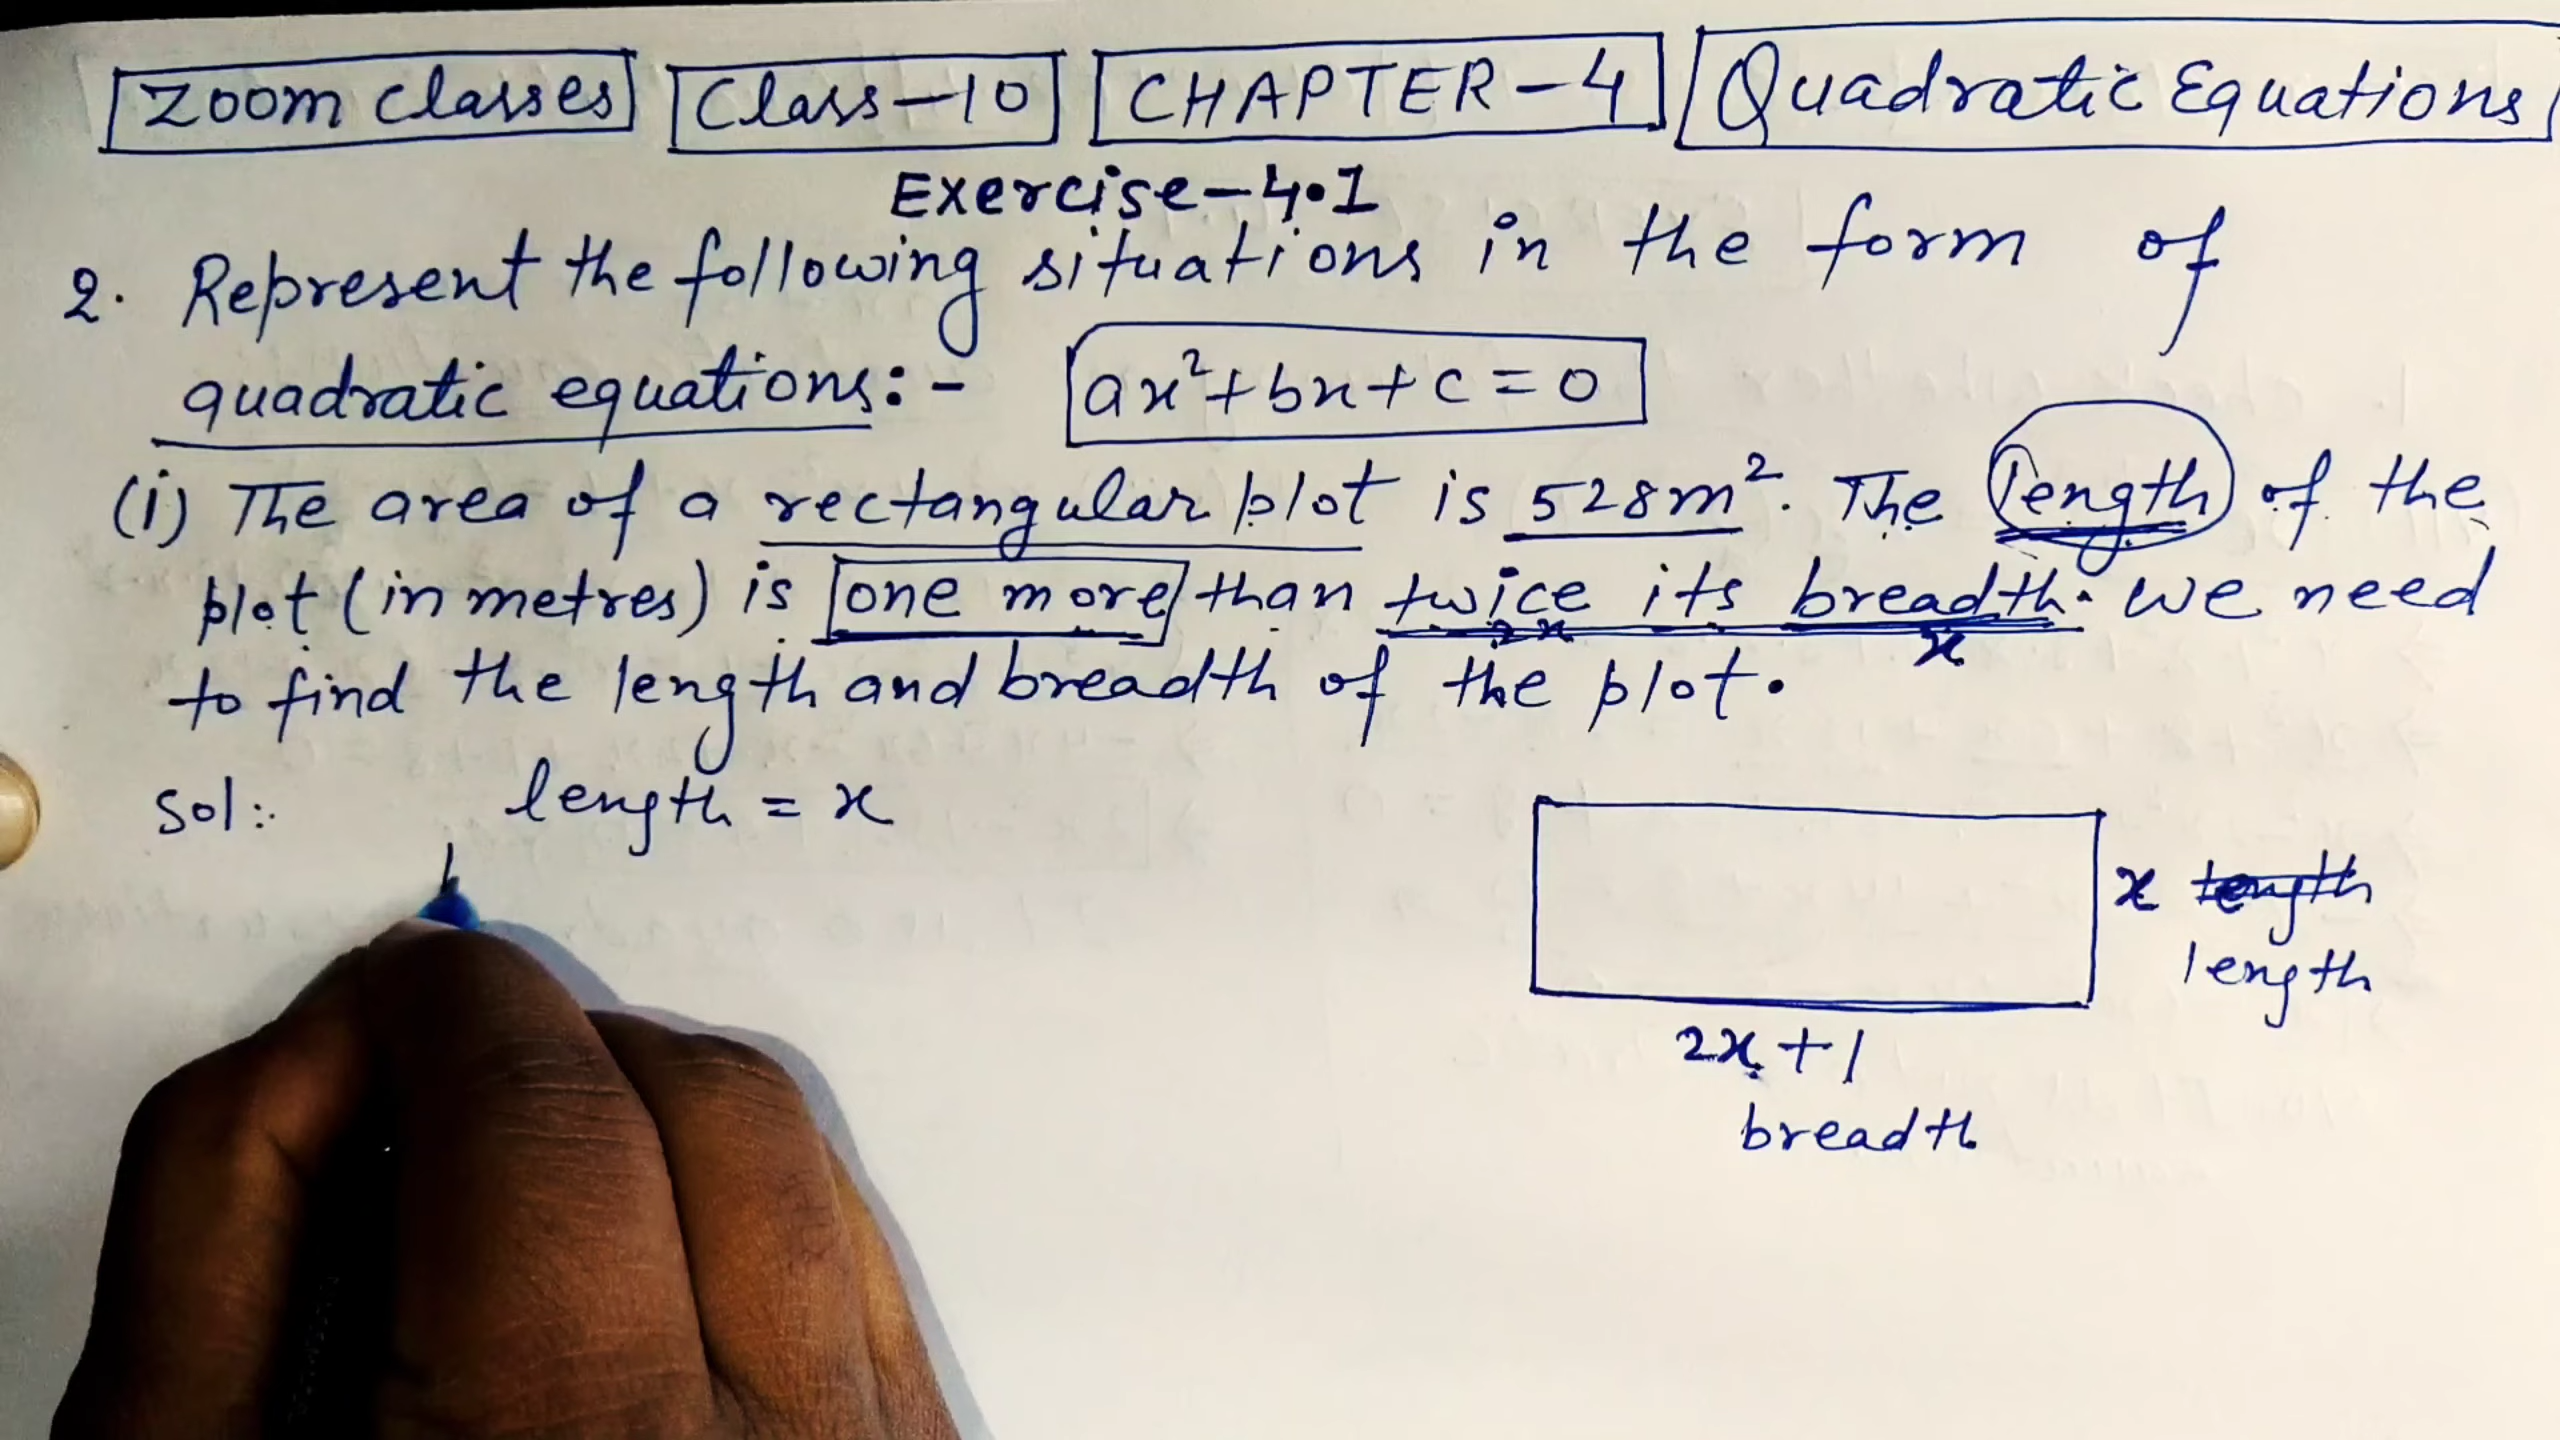 Zoom classes Class-10 CHAPTER-4 Quadratic Equations
Exercise-4.1
2. Represent the following situations in the form of
quadratic equations:- ax²+bx+c=0
(i) The area of a rectangular plot is 528m². The length of the
plot (in metres) is one more than twice its breadth. we need
2x x
to find the length and breadth of the plot.
Sol:. length = x
x length
length
2x+1
breadth